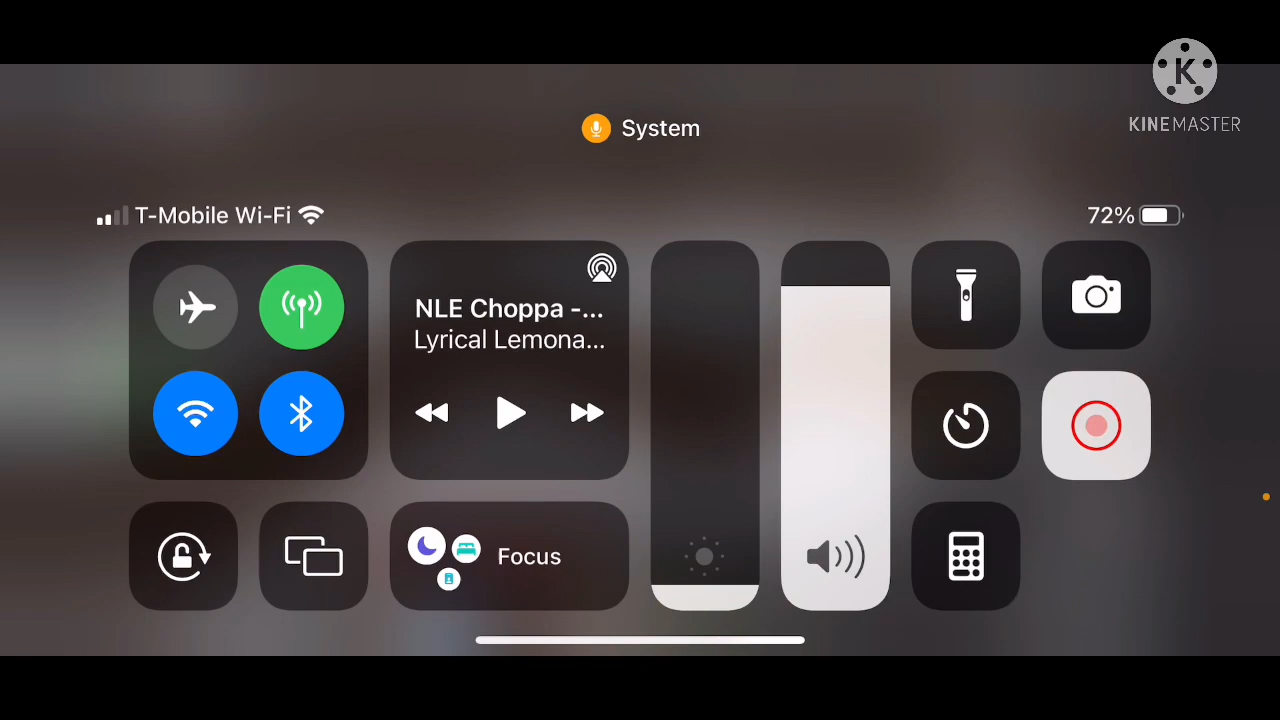 K
KINEMASTER
System
T-Mobile Wi-Fi
72%
NLE Choppa -...
Lyrical Lemona...
Focus